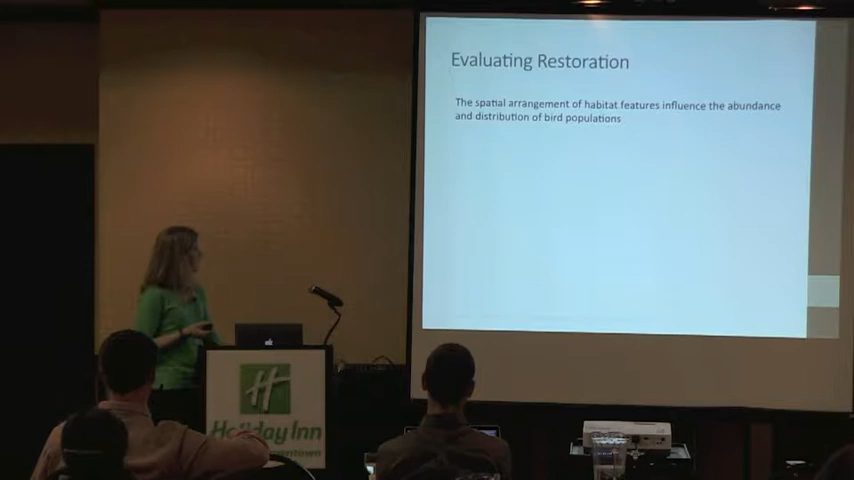 Evaluating Restoration
The spatial arrangement of habitat features influence the abundance
and distribution of bird populations
H
Holiday Inn